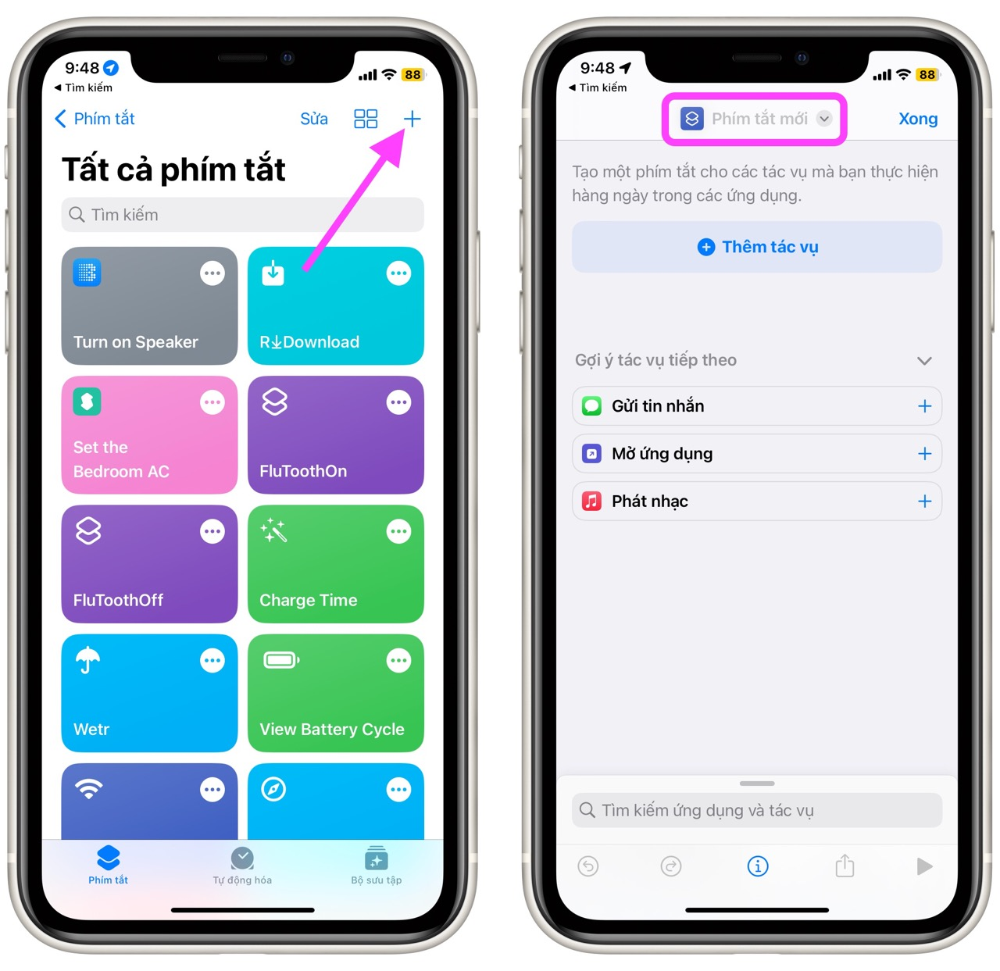 9:48
88
Tìm kiếm
Phím tắt
Sửa
Tất cả phím tắt
Tìm kiếm
Turn on Speaker
R↓Download
Set the
Bedroom AC
FluToothOn
FluToothOff
Charge Time
Wetr
View Battery Cycle
Phím tắt
Tự động hóa
Bộ sưu tập
9:48
88
Tìm kiếm
Phím tắt mới
Xong
Tạo một phím tắt cho các tác vụ mà bạn thực hiện
hàng ngày trong các ứng dụng.
Thêm tác vụ
Gợi ý tác vụ tiếp theo
Gửi tin nhắn
Mở ứng dụng
Phát nhạc
Tìm kiếm ứng dụng và tác vụ